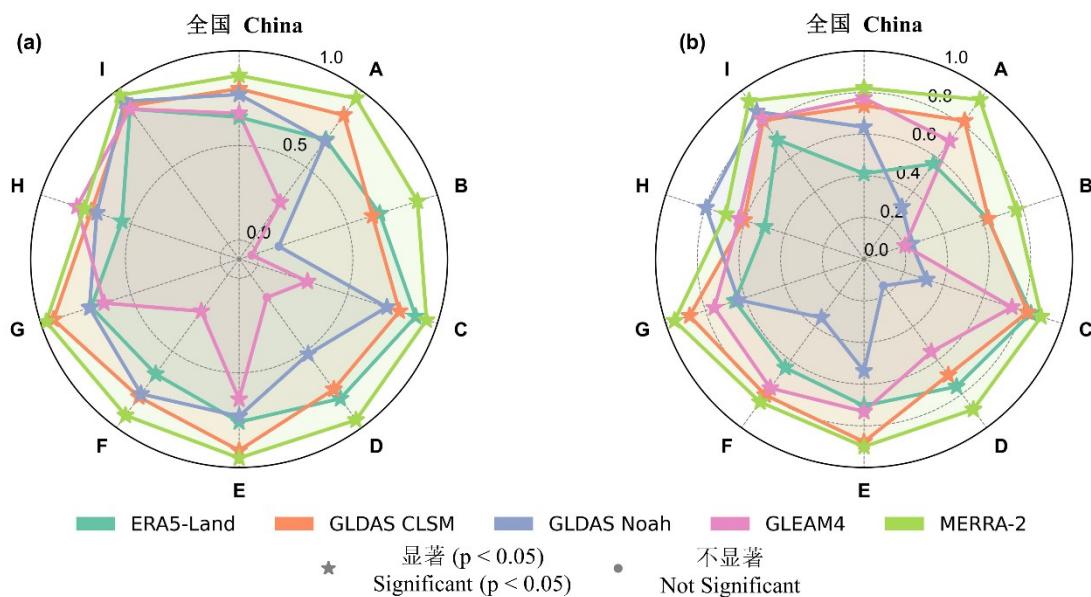 全国 China
(a)
1.0
0.5
0.0
A
B
C
D
E
F
G
H
I
全国 China
(b)
1.0
0.8
0.6
0.4
0.2
0.0
A
B
C
D
E
F
G
H
I
ERA5-Land
GLDAS CLSM
GLDAS Noah
GLEAM4
MERRA-2
显著 (p < 0.05)
Significant (p < 0.05)
不显著
Not Significant